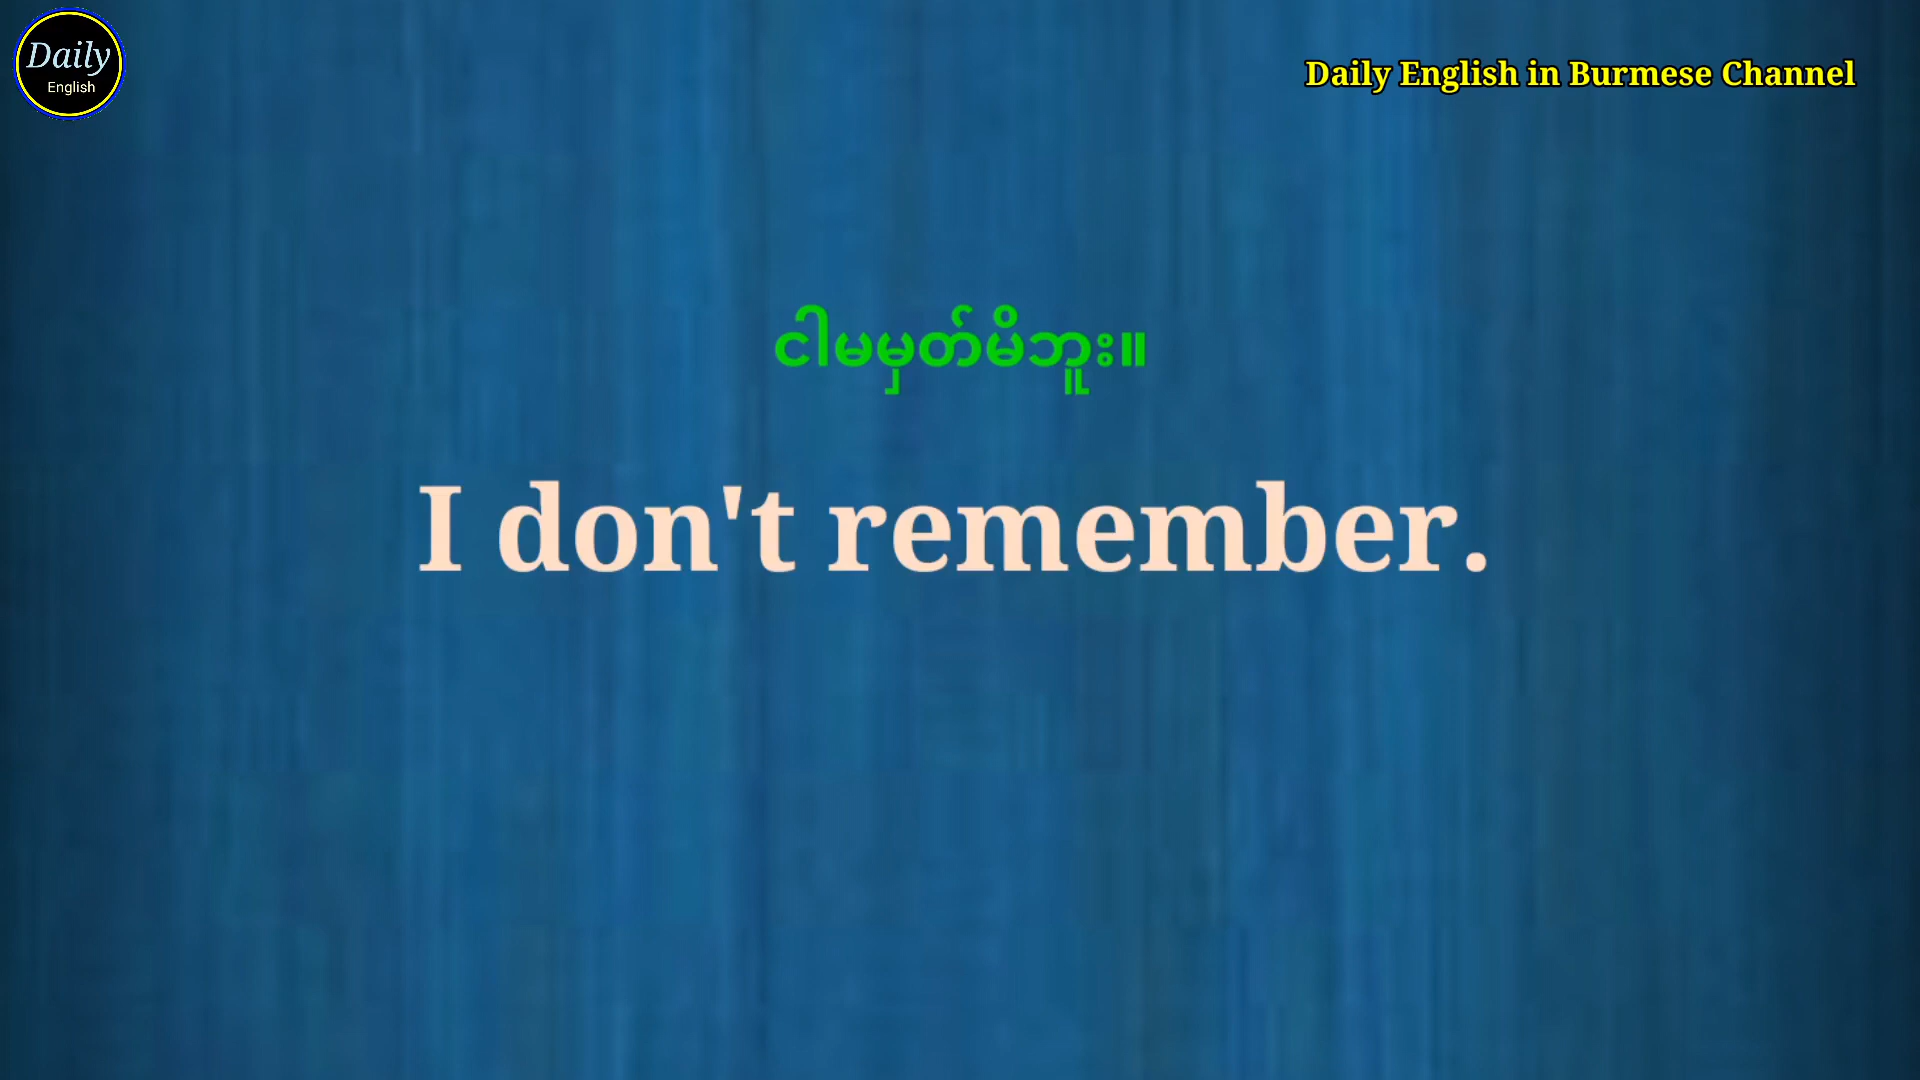 Daily
English
Daily English in Burmese Channel
ငါမမှတ်မိဘူး။
I don't remember.